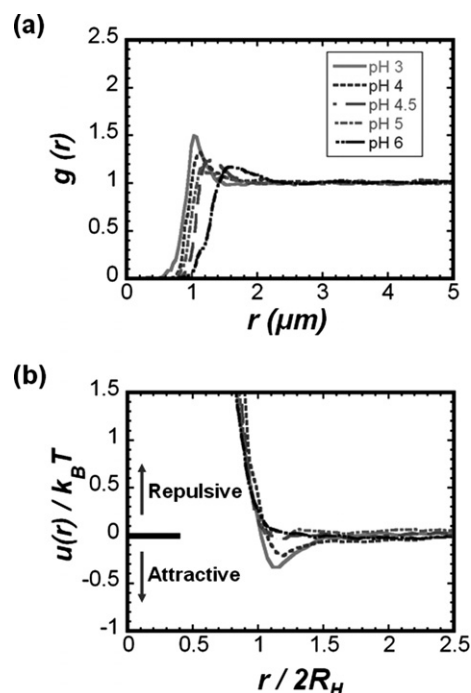 (a)
2.5
2
1.5
1
0.5
0
g (r)
pH 3
pH 4
pH 4.5
pH 5
pH 6
0 1 2 3 4 5
r (μm)
(b)
1.5
1
0.5
0
-0.5
-1
u(r) / k_B T
Repulsive
Attractive
0 0.5 1 1.5 2 2.5
r / 2R_H